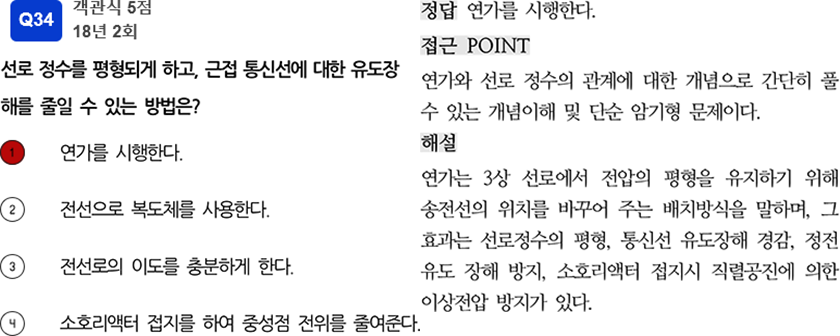 Q34
객관식 5점
18년 2회
선로 정수를 평형되게 하고, 근접 통신선에 대한 유도장
해를 줄일 수 있는 방법은?
1 연가를 시행한다.
2 전선으로 복도체를 사용한다.
3 전선로의 이도를 충분하게 한다.
4 소호리액터 접지를 하여 중성점 전위를 줄여준다.
정답 연가를 시행한다.
접근 POINT
연가와 선로 정수의 관계에 대한 개념으로 간단히 풀
수 있는 개념이해 및 단순 암기형 문제이다.
해설
연가는 3상 선로에서 전압의 평형을 유지하기 위해
송전선의 위치를 바꾸어 주는 배치방식을 말하며, 그
효과는 선로정수의 평형, 통신선 유도장해 경감, 정전
유도 장해 방지, 소호리액터 접지시 직렬공진에 의한
이상전압 방지가 있다.